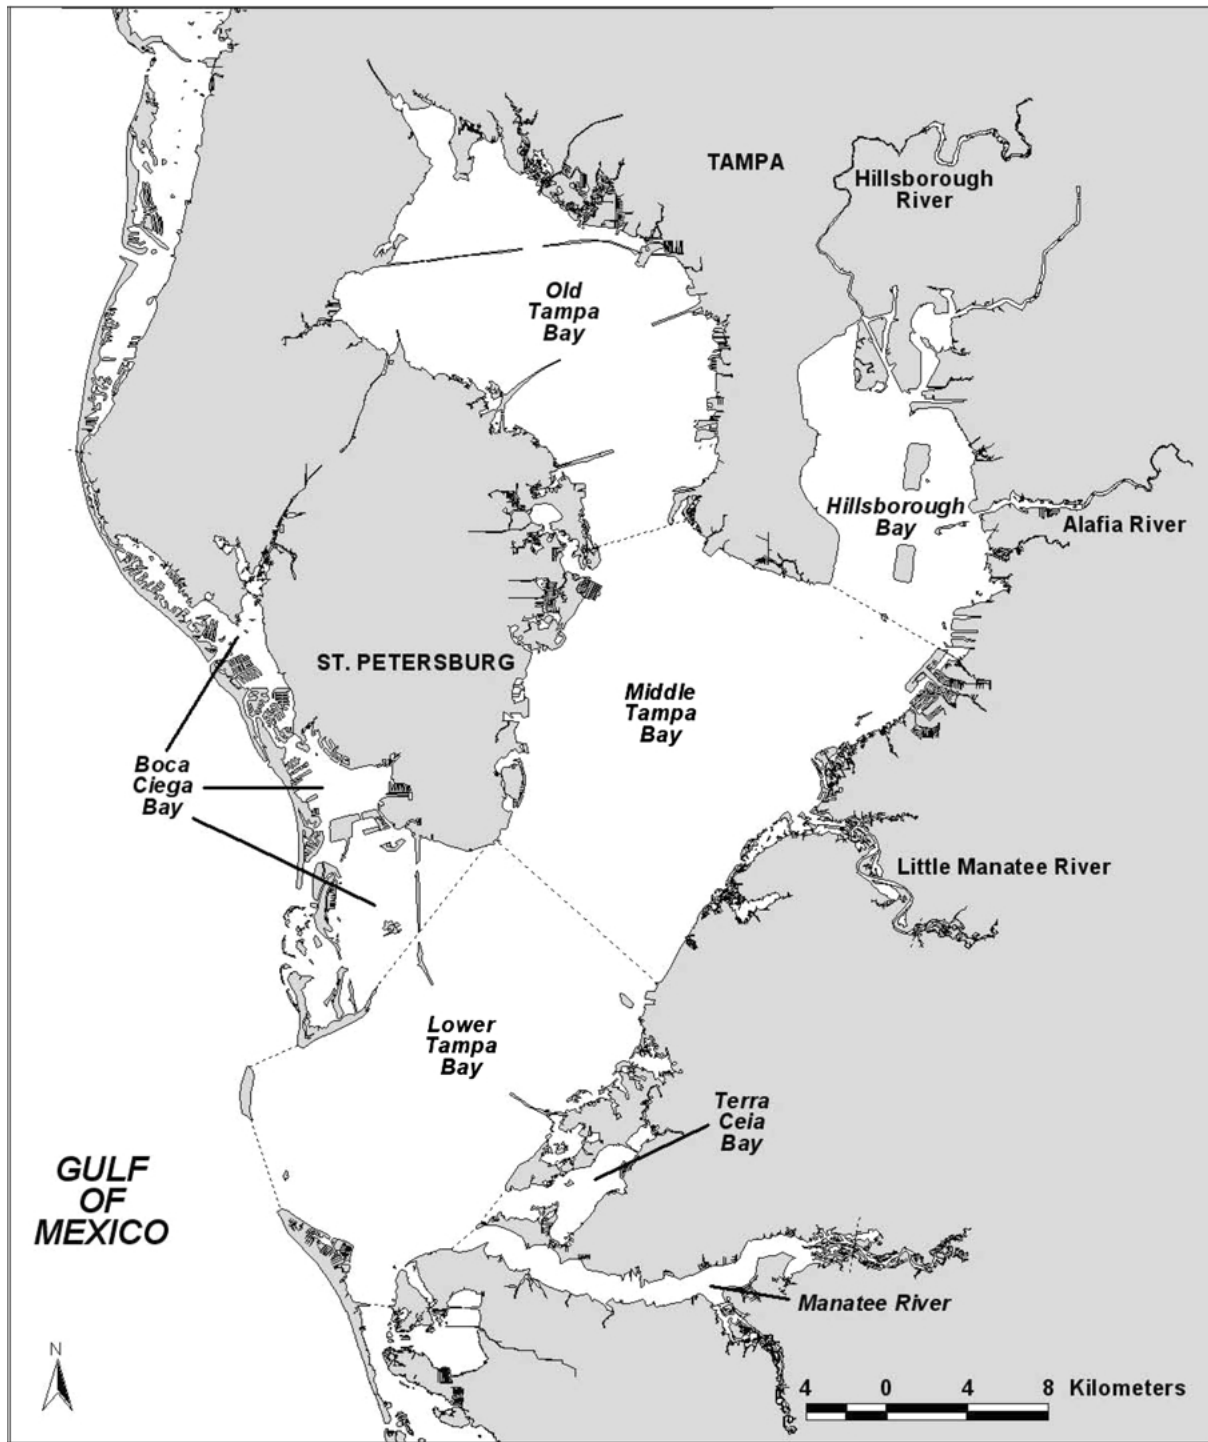 TAMPA
Hillsborough
River
Old
Tampa
Bay
Hillsborough
Bay
Alafia River
ST. PETERSBURG
Middle
Tampa
Bay
Boca
Ciega
Bay
Little Manatee River
Lower
Tampa
Bay
Terra
Ceia
Bay
GULF
OF
MEXICO
Manatee River
N
4 0 4 8 Kilometers